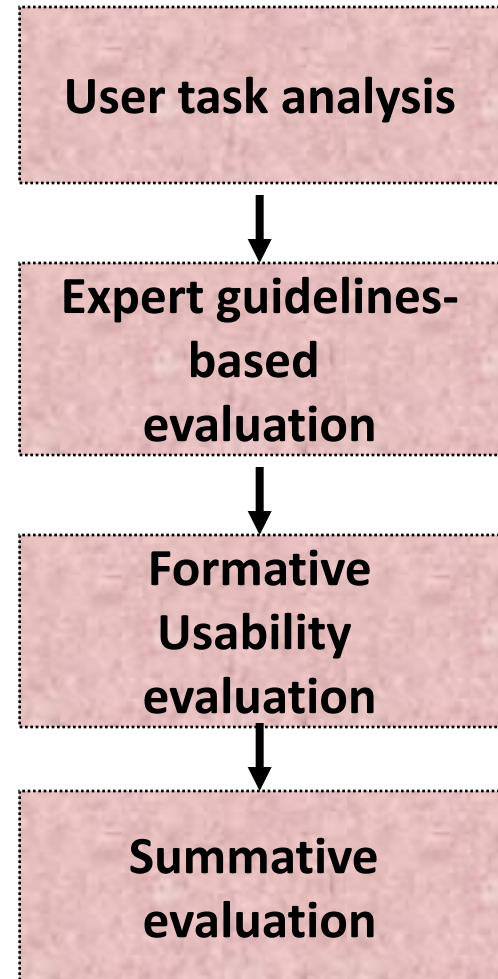 User task analysis
Expert guidelines-
based
evaluation
Formative
Usability
evaluation
Summative
evaluation